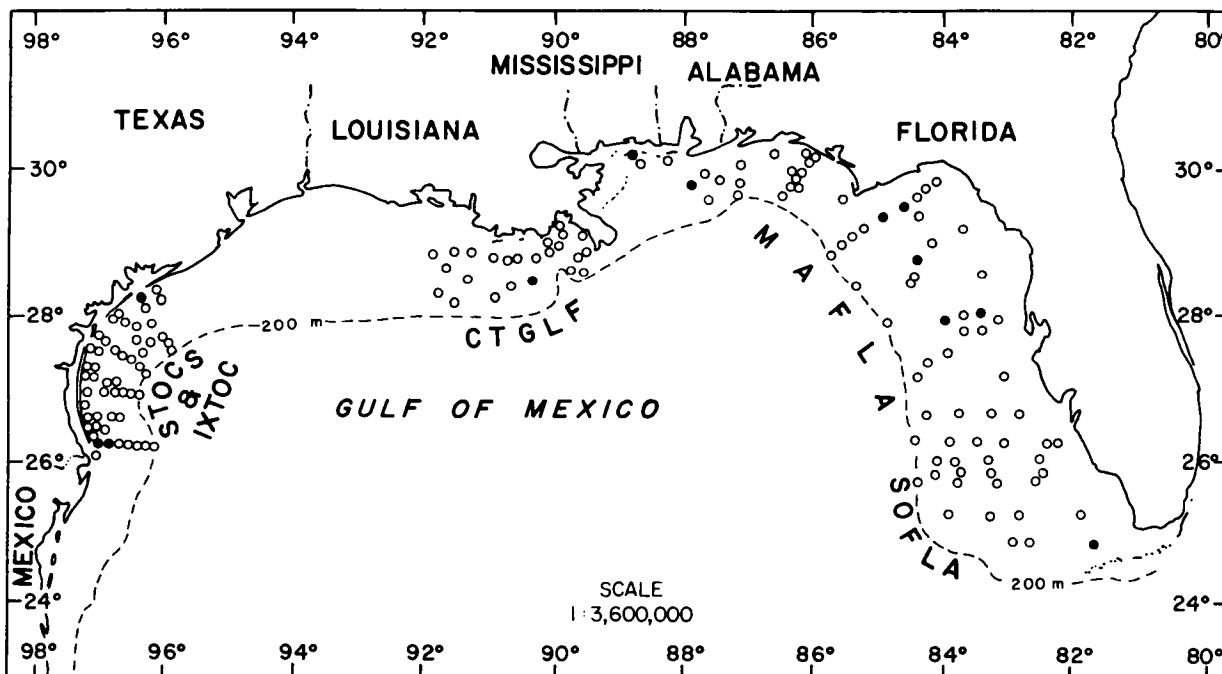 98° 96° 94° 92° 90° 88° 86° 84° 82° 80°
MISSISSIPPI
ALABAMA
TEXAS
LOUISIANA
FLORIDA
30° 30°
28° 28°
200 m
CTGLF
MAFLA
STOCS
&
IXTOC
GULF OF MEXICO
26° 26°
SOFLA
MEXICO
200 m
SCALE
1:3,600,000
24° 24°
98° 96° 94° 92° 90° 88° 86° 84° 82° 80°